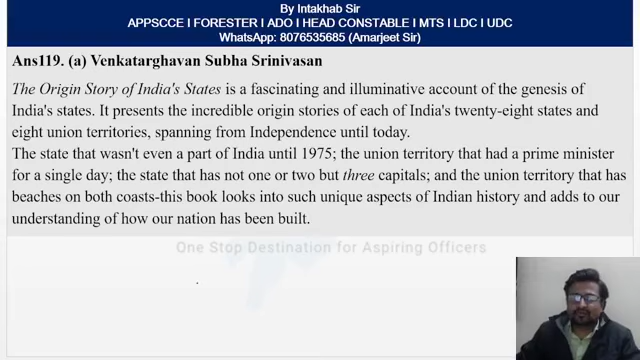 By Intakhab Sir
APPSCCE I FORESTER I ADO I HEAD CONSTABLE I MTS I LDC I UDC
WhatsApp: 8076535685 (Amarjeet Sir)
Ans119. (a) Venkatarghavan Subha Srinivasan
The Origin Story of India's States is a fascinating and illuminative account of the genesis of
India's states. It presents the incredible origin stories of each of India's twenty-eight states and
eight union territories, spanning from Independence until today.
The state that wasn't even a part of India until 1975; the union territory that had a prime minister
for a single day; the state that has not one or two but three capitals; and the union territory that has
beaches on both coasts-this book looks into such unique aspects of Indian history and adds to our
understanding of how our nation has been built.
One Stop Destination for Aspiring Officers